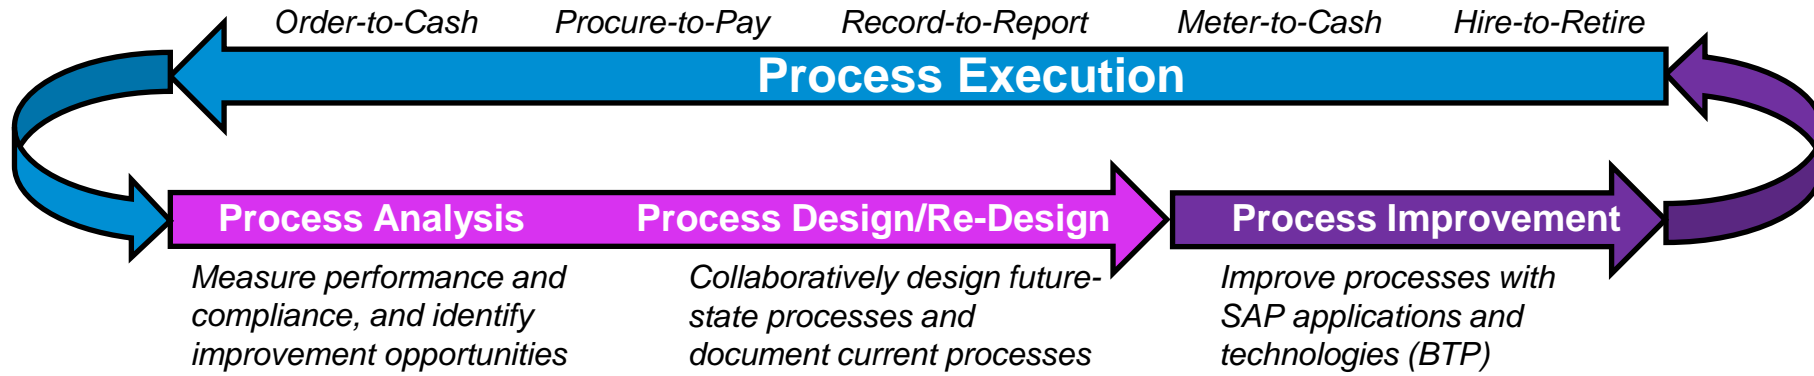 Order-to-Cash Procure-to-Pay Record-to-Report Meter-to-Cash Hire-to-Retire
Process Execution
Process Analysis Process Design/Re-Design Process Improvement
Measure performance and
compliance, and identify
improvement opportunities
Collaboratively design future-
state processes and
document current processes
Improve processes with
SAP applications and
technologies (BTP)